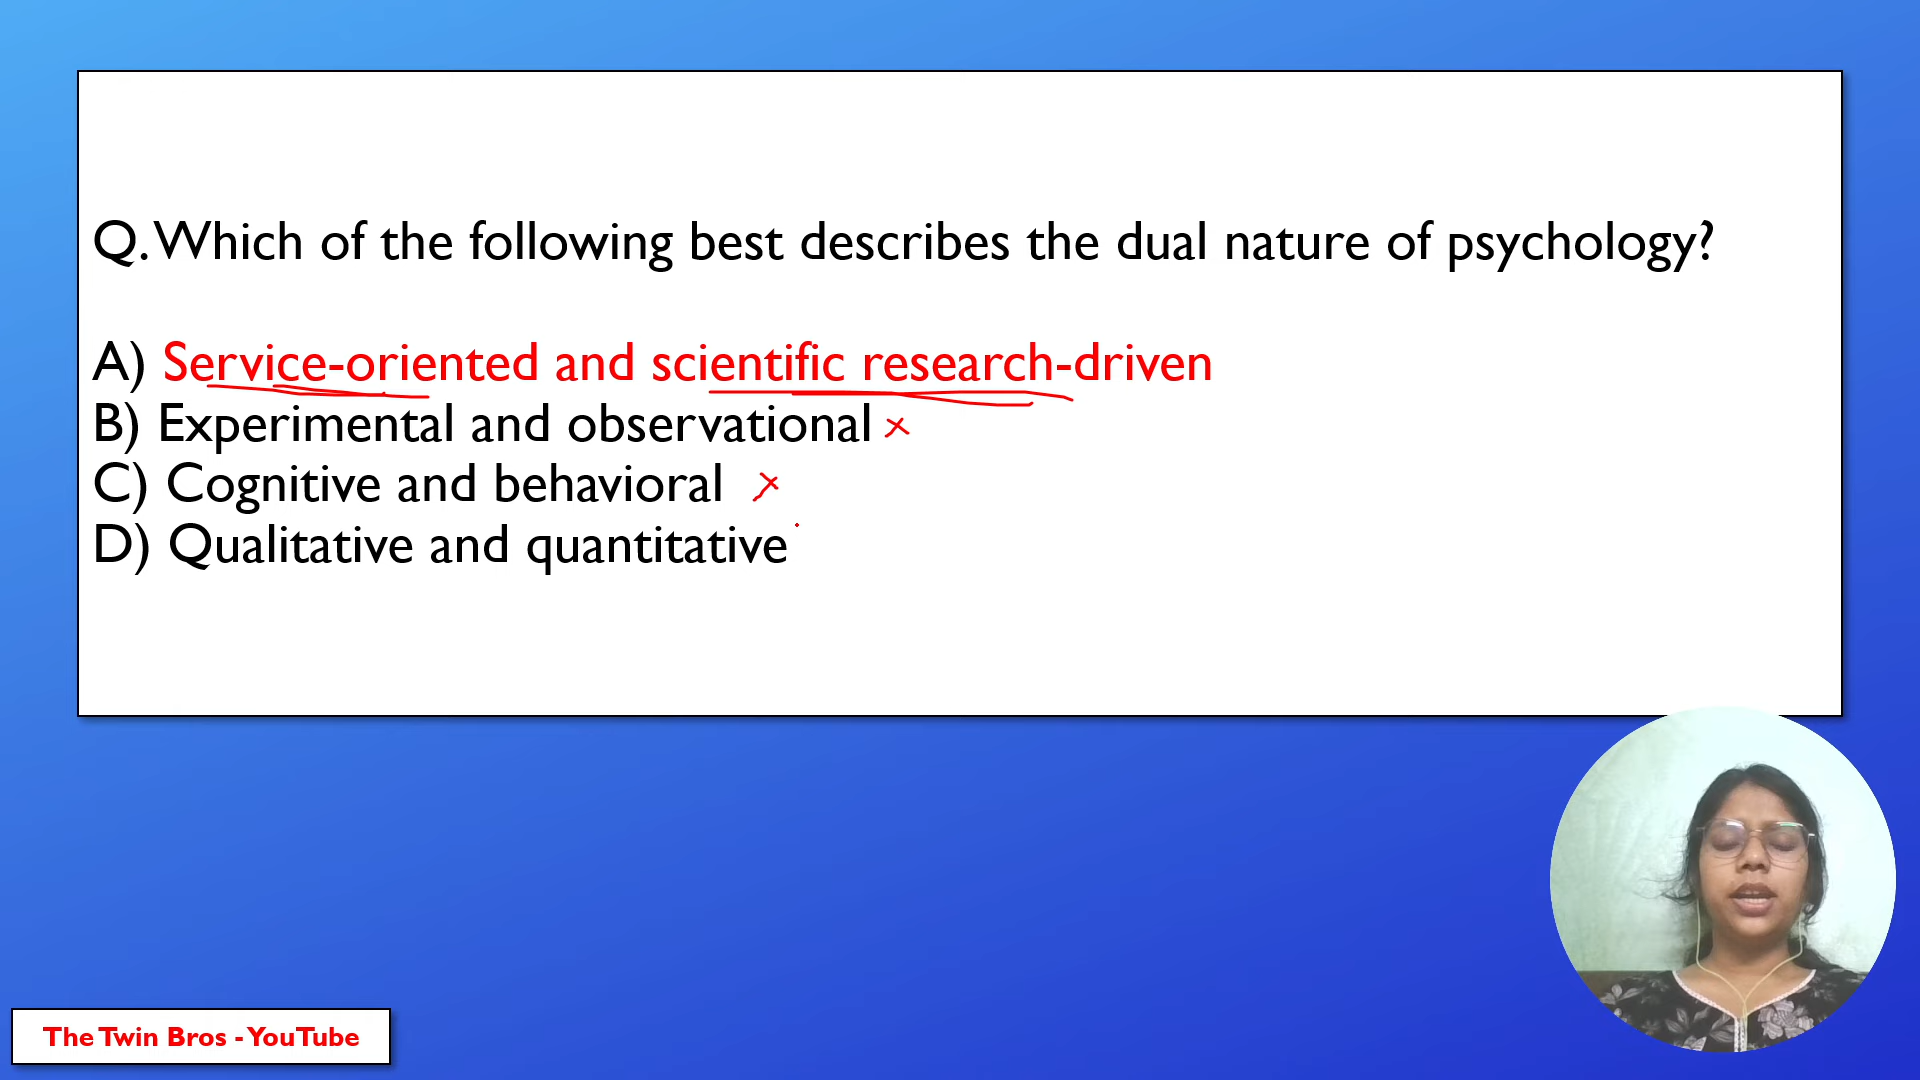 Q. Which of the following best describes the dual nature of psychology?
A) Service-oriented and scientific research-driven
B) Experimental and observational
C) Cognitive and behavioral
D) Qualitative and quantitative
The Twin Bros - YouTube